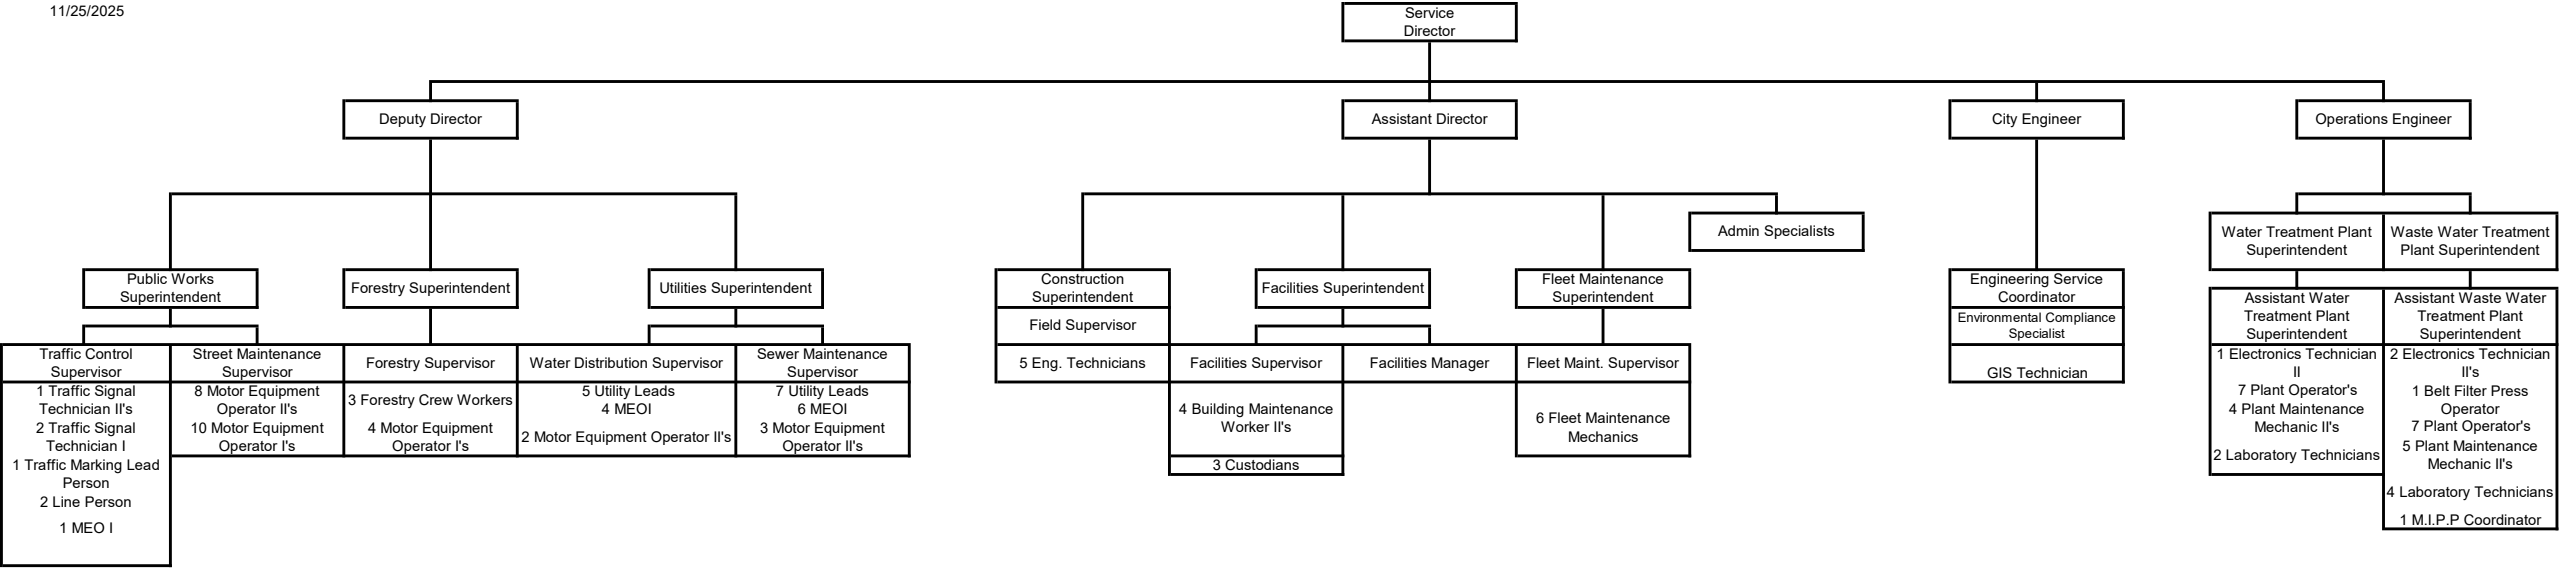 11/25/2025
Service
Director
Deputy Director
Assistant Director
City Engineer
Operations Engineer
Admin Specialists
Water Treatment Plant
Superintendent
Waste Water Treatment
Plant Superintendent
Public Works
Superintendent
Forestry Superintendent
Utilities Superintendent
Construction
Superintendent
Field Supervisor
5 Eng. Technicians
Facilities Superintendent
Fleet Maintenance
Superintendent
Engineering Service
Coordinator
Environmental Compliance
Specialist
GIS Technician
Assistant Water
Treatment Plant
Superintendent
Assistant Waste Water
Treatment Plant
Superintendent
Traffic Control
Supervisor
1 Traffic Signal
Technician II's
2 Traffic Signal
Technician I
1 Traffic Marking Lead
Person
2 Line Person
1 MEO I
Street Maintenance
Supervisor
8 Motor Equipment
Operator II's
10 Motor Equipment
Operator I's
Forestry Supervisor
3 Forestry Crew Workers
4 Motor Equipment
Operator I's
Water Distribution Supervisor
5 Utility Leads
4 MEOI
2 Motor Equipment Operator II's
Sewer Maintenance
Supervisor
7 Utility Leads
6 MEOI
3 Motor Equipment
Operator II's
Facilities Supervisor
4 Building Maintenance
Worker II's
3 Custodians
Facilities Manager
Fleet Maint. Supervisor
6 Fleet Maintenance
Mechanics
1 Electronics Technician
II
7 Plant Operator's
4 Plant Maintenance
Mechanic II's
2 Laboratory Technicians
2 Electronics Technician
II's
1 Belt Filter Press
Operator
7 Plant Operator's
5 Plant Maintenance
Mechanic II's
4 Laboratory Technicians
1 M.I.P.P Coordinator